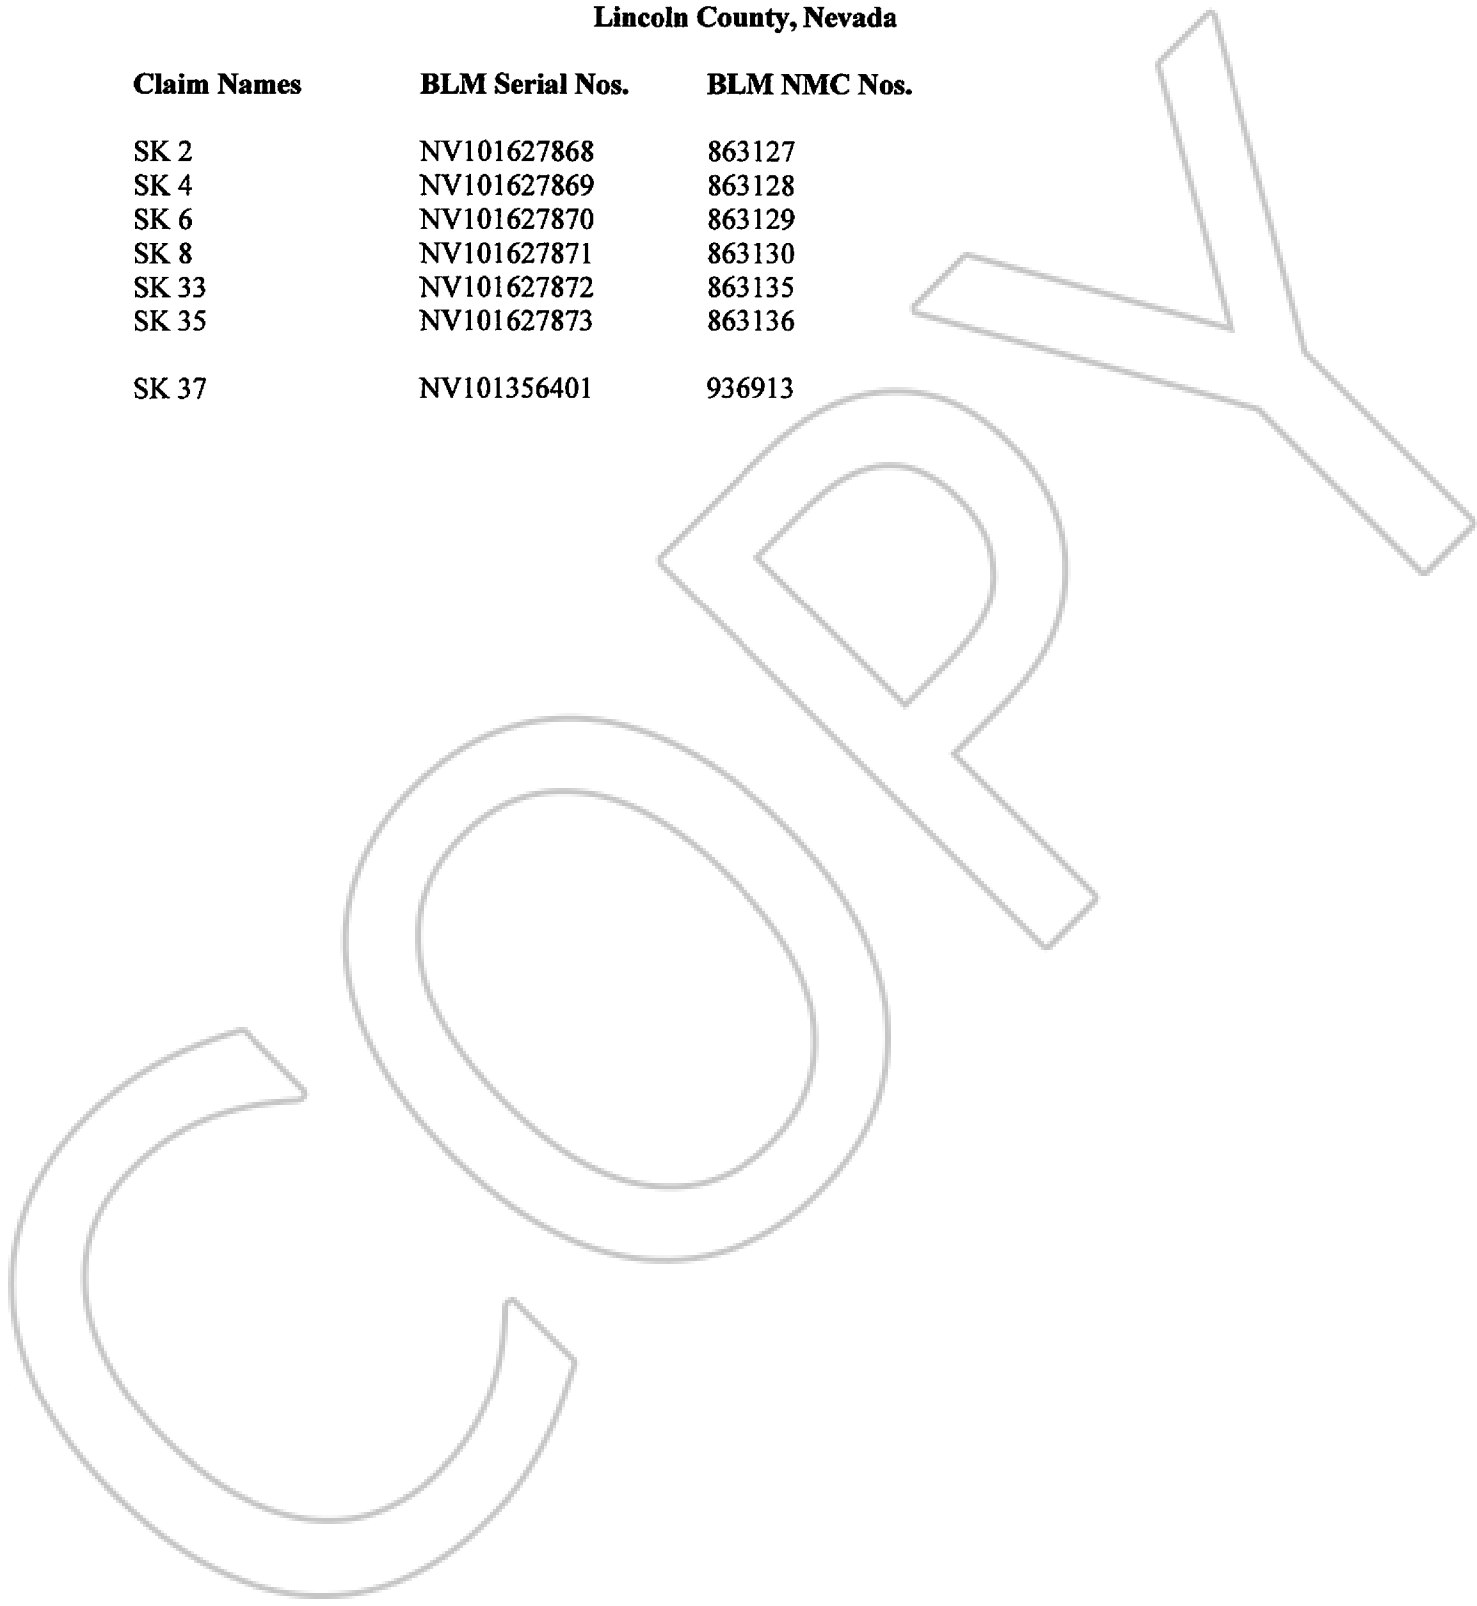 Lincoln County, Nevada
Claim Names BLM Serial Nos. BLM NMC Nos.
SK 2 NV101627868 863127
SK 4 NV101627869 863128
SK 6 NV101627870 863129
SK 8 NV101627871 863130
SK 33 NV101627872 863135
SK 35 NV101627873 863136
SK 37 NV101356401 936913
COPY